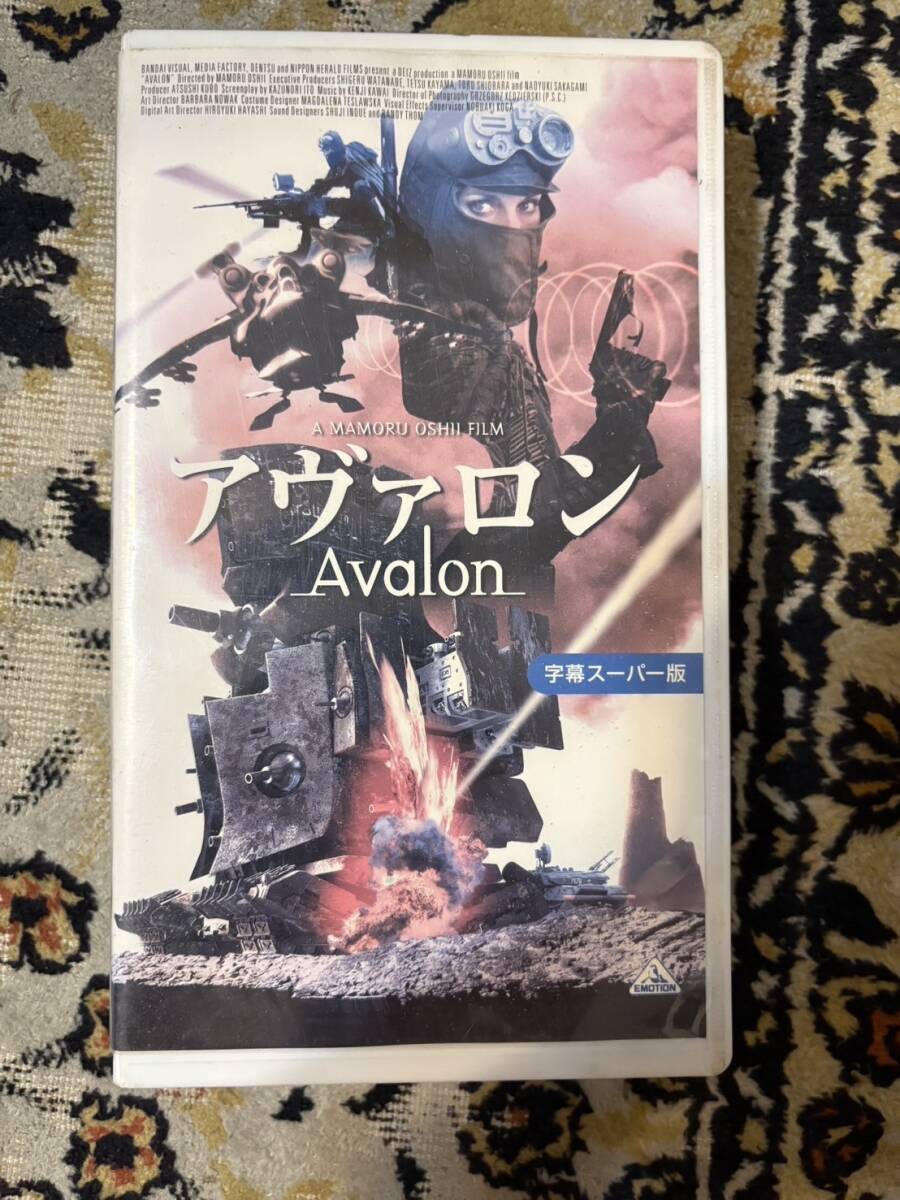 BANDAI VISUAL, MEDIA FACTORY, DENTSU and NIPPON HERALD FILMS present a DEIZ production a MAMORU OSHII film
"AVALON" Directed by MAMORU OSHII Executive Producers SHIGERU WATANABE, TETSU KAYAMA, TORU SHIOBARA and NAOYUKI SAKAGAMI
Producer ATSUSHI KUBO Screenplay by KAZUNORI ITO Music by KENJI KAWAI Director of Photography GRZEGORZ KEDZIERSKI (P.S.C.)
Art Director BARBARA NOWAK Costume Designer MAGDALENA TESLAWSKA Visual Effects Supervisor NOBUAKI KOGA
Digital Art Director HIROYUKI HAYASHI Sound Designers SHOJI INOUE and RANDY THOM
A MAMORU OSHII FILM
アヴァロン
Avalon
字幕スーパー版
EMOTION